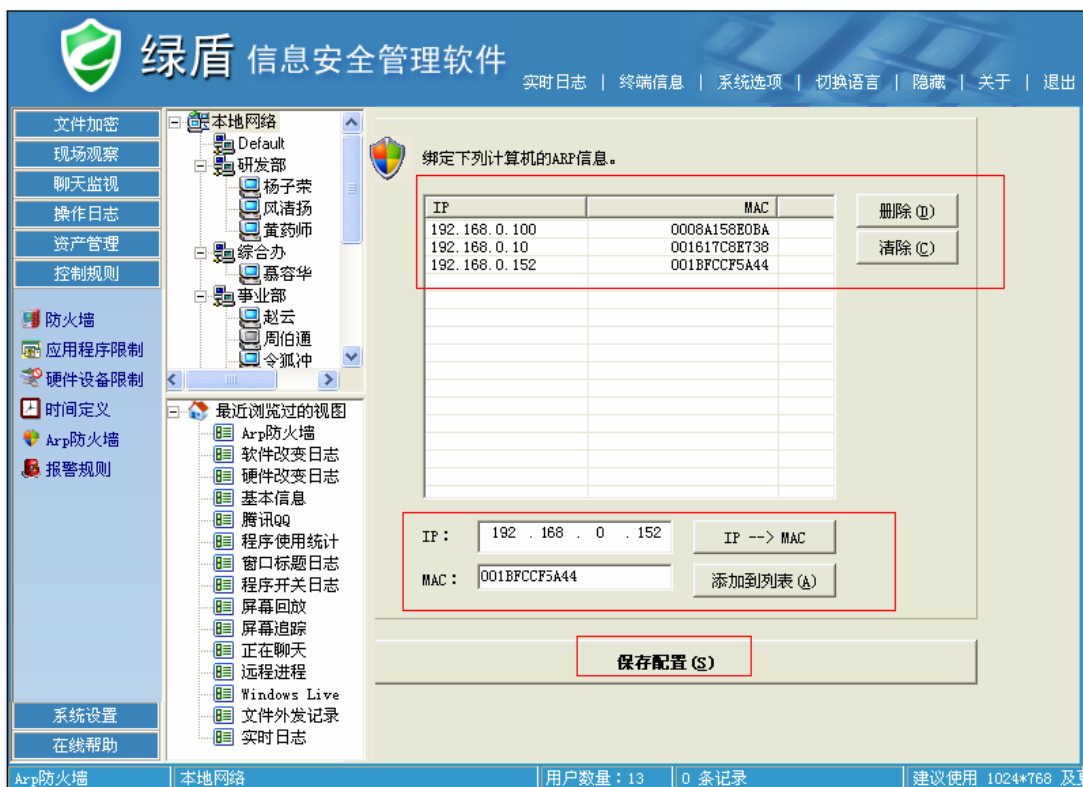 绿盾 信息安全管理软件
实时日志 | 终端信息 | 系统选项 | 切换语言 | 隐藏 | 关于 | 退出
文件加密
现场观察
聊天监视
操作日志
资产管理
控制规则
防火墙
应用程序限制
硬件设备限制
时间定义
Arp防火墙
报警规则
系统设置
在线帮助
本地网络
Default
研发部
杨子荣
风清扬
黄药师
综合办
慕容华
事业部
赵云
周伯通
令狐冲
最近浏览过的视图
Arp防火墙
软件改变日志
硬件改变日志
基本信息
腾讯QQ
程序使用统计
窗口标题日志
程序开关日志
屏幕回放
屏幕追踪
正在聊天
远程进程
Windows Live
文件外发记录
实时日志
绑定下列计算机的ARP信息。
IP MAC
192.168.0.100 0008A158E0BA
192.168.0.10 001617C8E738
192.168.0.152 001BFCCF5A44
删除(D)
清除(C)
IP： 192 . 168 . 0 . 152 IP --> MAC
MAC： 001BFCCF5A44 添加到列表(A)
保存配置(S)
Arp防火墙 本地网络 用户数量：13 0 条记录 建议使用 1024*768 及